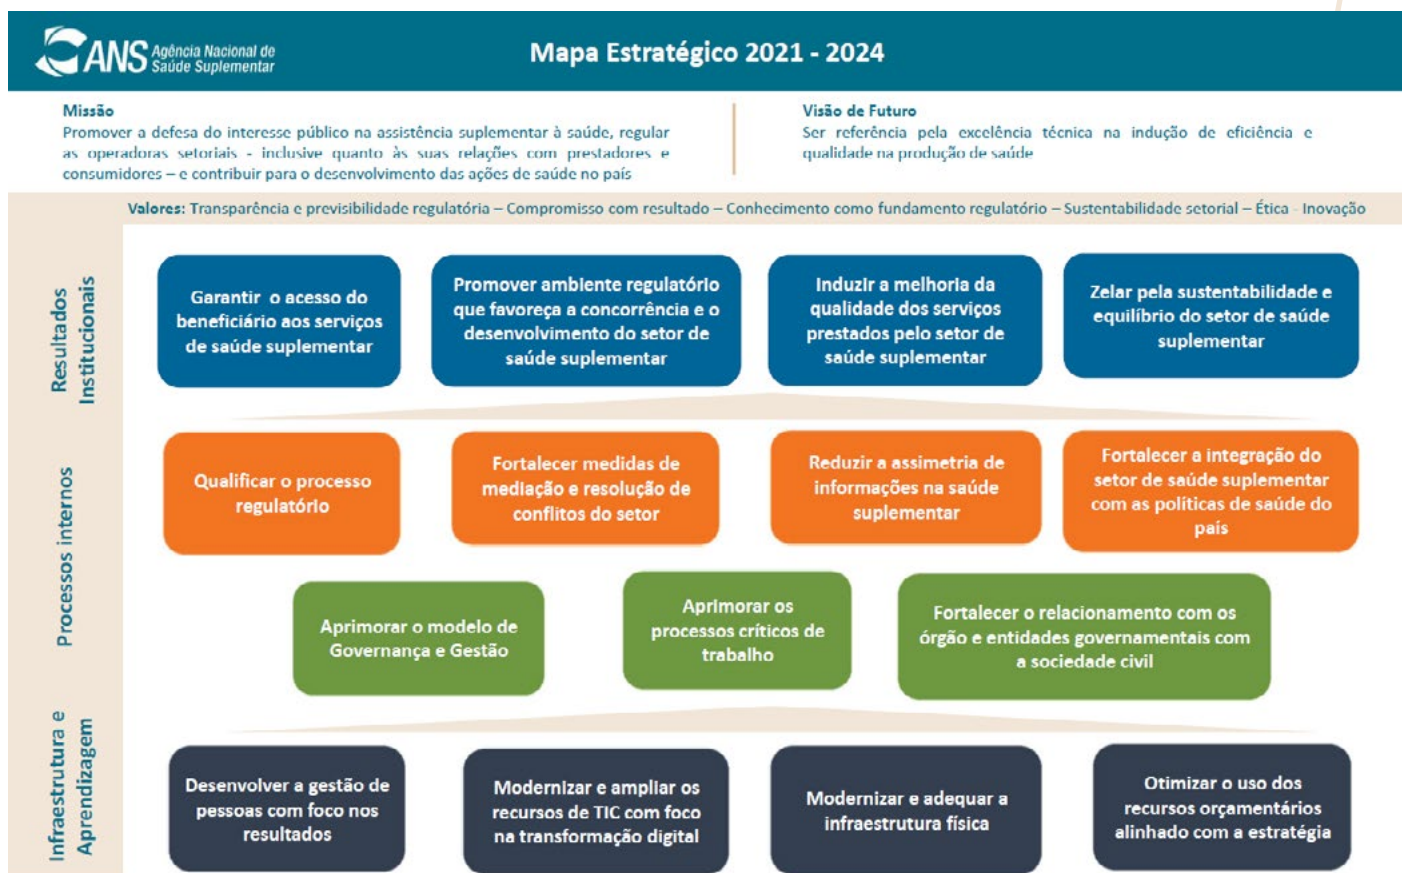 ANS Agência Nacional de
Saúde Suplementar
Mapa Estratégico 2021 - 2024
Missão
Promover a defesa do interesse público na assistência suplementar à saúde, regular
as operadoras setoriais - inclusive quanto às suas relações com prestadores e
consumidores – e contribuir para o desenvolvimento das ações de saúde no país
Visão de Futuro
Ser referência pela excelência técnica na indução de eficiência e
qualidade na produção de saúde
Valores: Transparência e previsibilidade regulatória – Compromisso com resultado – Conhecimento como fundamento regulatório – Sustentabilidade setorial – Ética - Inovação
Resultados
Institucionais
Garantir o acesso do
beneficiário aos serviços
de saúde suplementar
Promover ambiente regulatório
que favoreça a concorrência e o
desenvolvimento do setor de
saúde suplementar
Induzir a melhoria da
qualidade dos serviços
prestados pelo setor de
saúde suplementar
Zelar pela sustentabilidade e
equilíbrio do setor de saúde
suplementar
Processos internos
Qualificar o processo
regulatório
Fortalecer medidas de
mediação e resolução de
conflitos do setor
Reduzir a assimetria de
informações na saúde
suplementar
Fortalecer a integração do
setor de saúde suplementar
com as políticas de saúde do
país
Aprimorar o modelo de
Governança e Gestão
Aprimorar os
processos críticos de
trabalho
Fortalecer o relacionamento com os
órgão e entidades governamentais com
a sociedade civil
Infraestrutura e
Aprendizagem
Desenvolver a gestão de
pessoas com foco nos
resultados
Modernizar e ampliar os
recursos de TIC com foco
na transformação digital
Modernizar e adequar a
infraestrutura física
Otimizar o uso dos
recursos orçamentários
alinhado com a estratégia